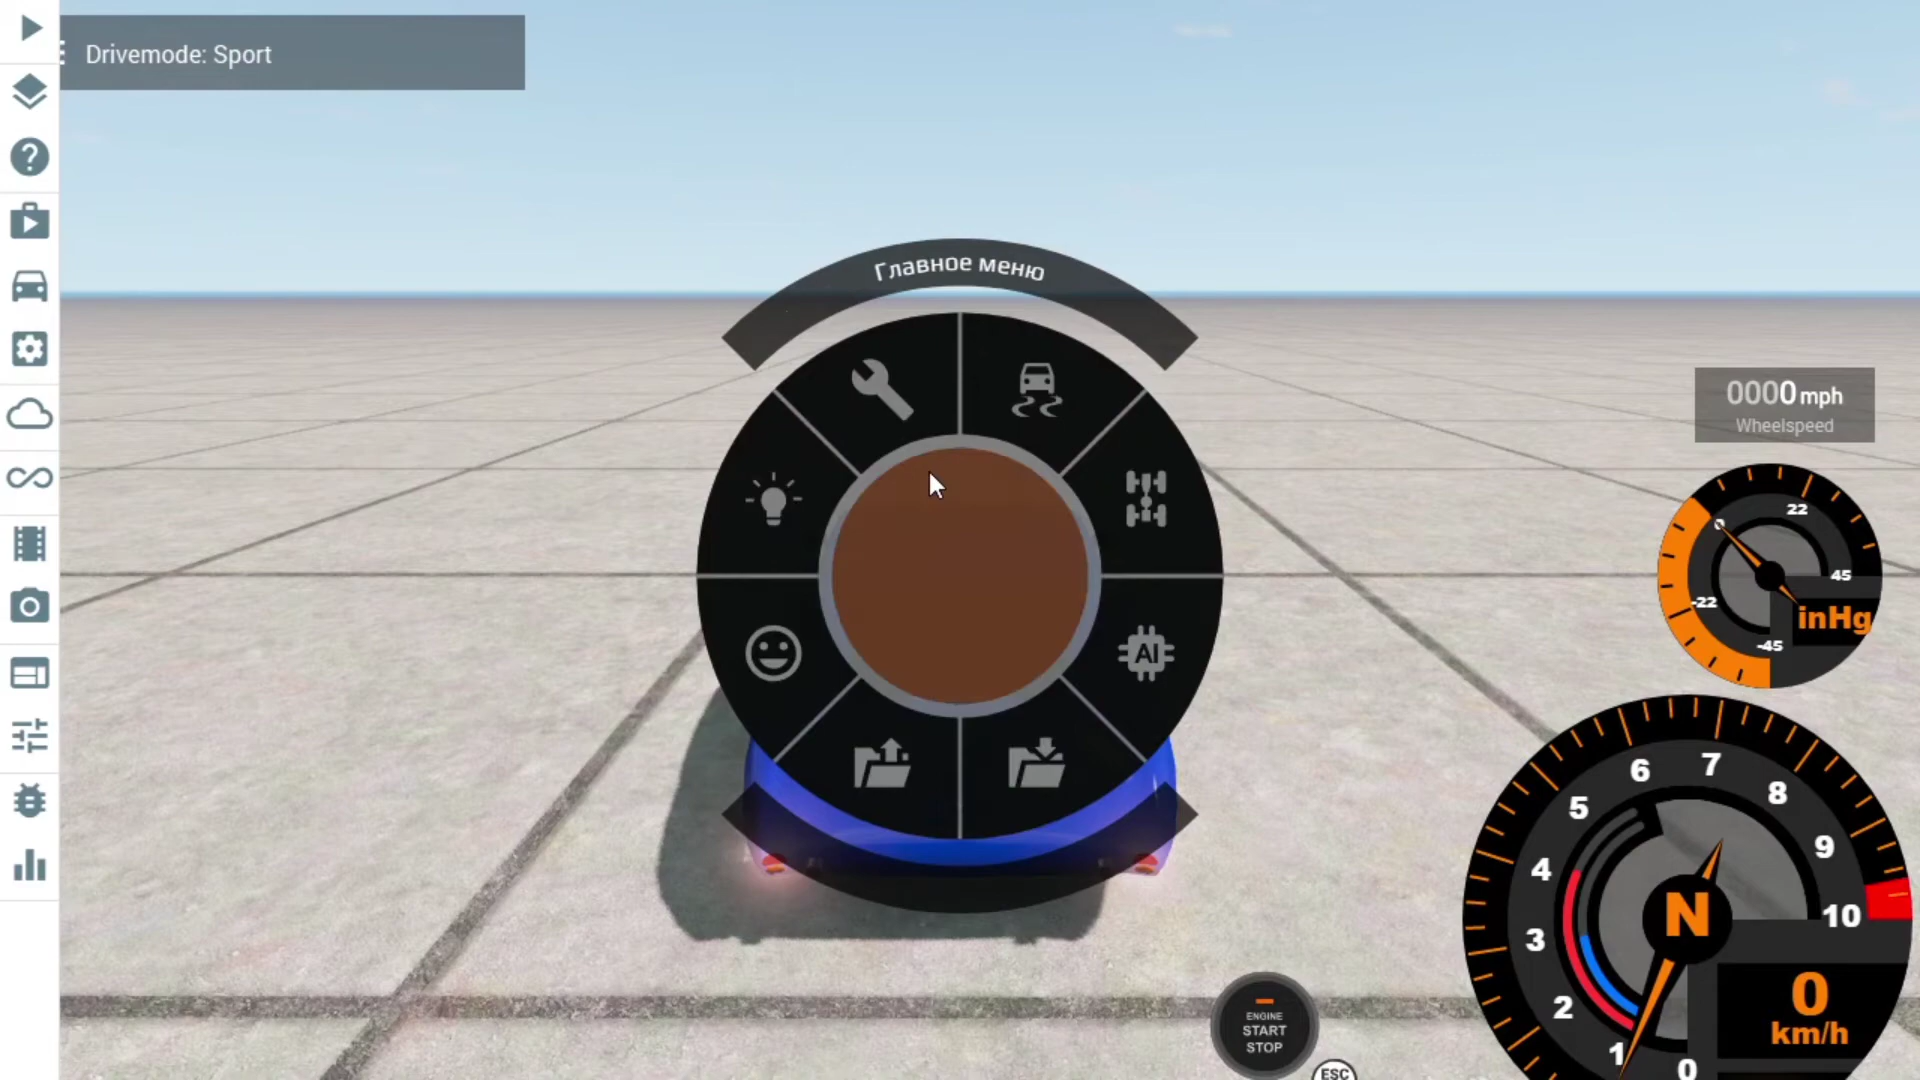 Drivemode: Sport
Главное меню
AI
0000 mph
Wheelspeed
0
22
45
-22
-45
inHg
0
1
2
3
4
5
6
7
8
9
10
N
0
km/h
ENGINE
START
STOP
ESC